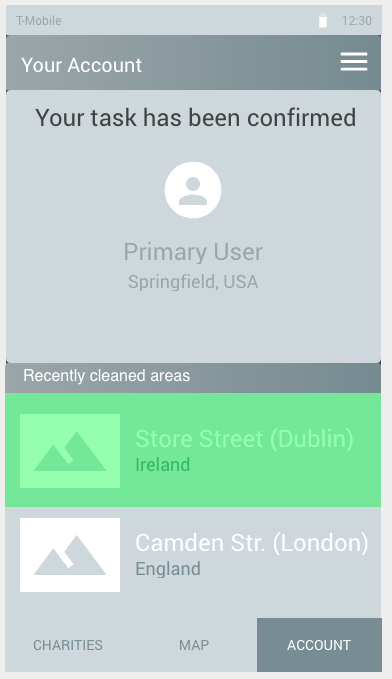 T-Mobile 12:30
Your Account
Your task has been confirmed
Primary User
Springfield, USA
Recently cleaned areas
Store Street (Dublin)
Ireland
Camden Str. (London)
England
CHARITIES MAP ACCOUNT